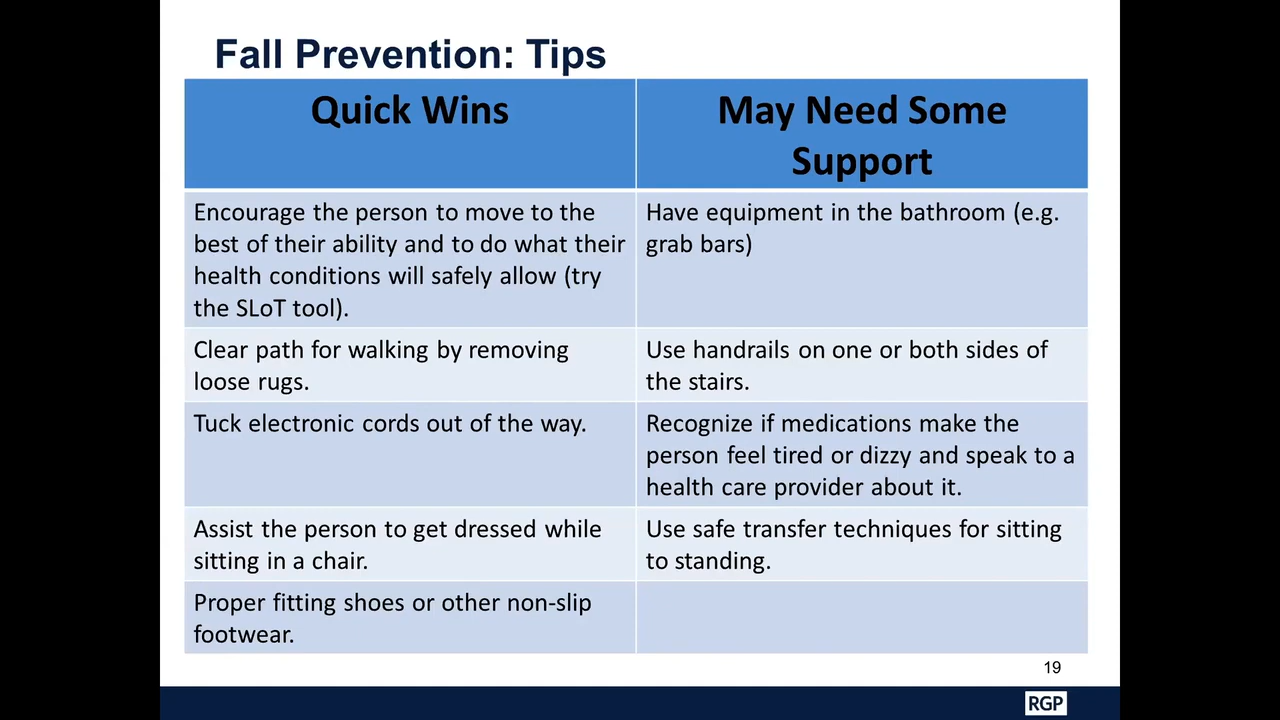 Fall Prevention: Tips
Quick Wins
May Need Some
Support
Encourage the person to move to the
best of their ability and to do what their
health conditions will safely allow (try
the SLoT tool).
Have equipment in the bathroom (e.g.
grab bars)
Clear path for walking by removing
loose rugs.
Use handrails on one or both sides of
the stairs.
Tuck electronic cords out of the way.
Recognize if medications make the
person feel tired or dizzy and speak to a
health care provider about it.
Assist the person to get dressed while
sitting in a chair.
Use safe transfer techniques for sitting
to standing.
Proper fitting shoes or other non-slip
footwear.
19
RGP